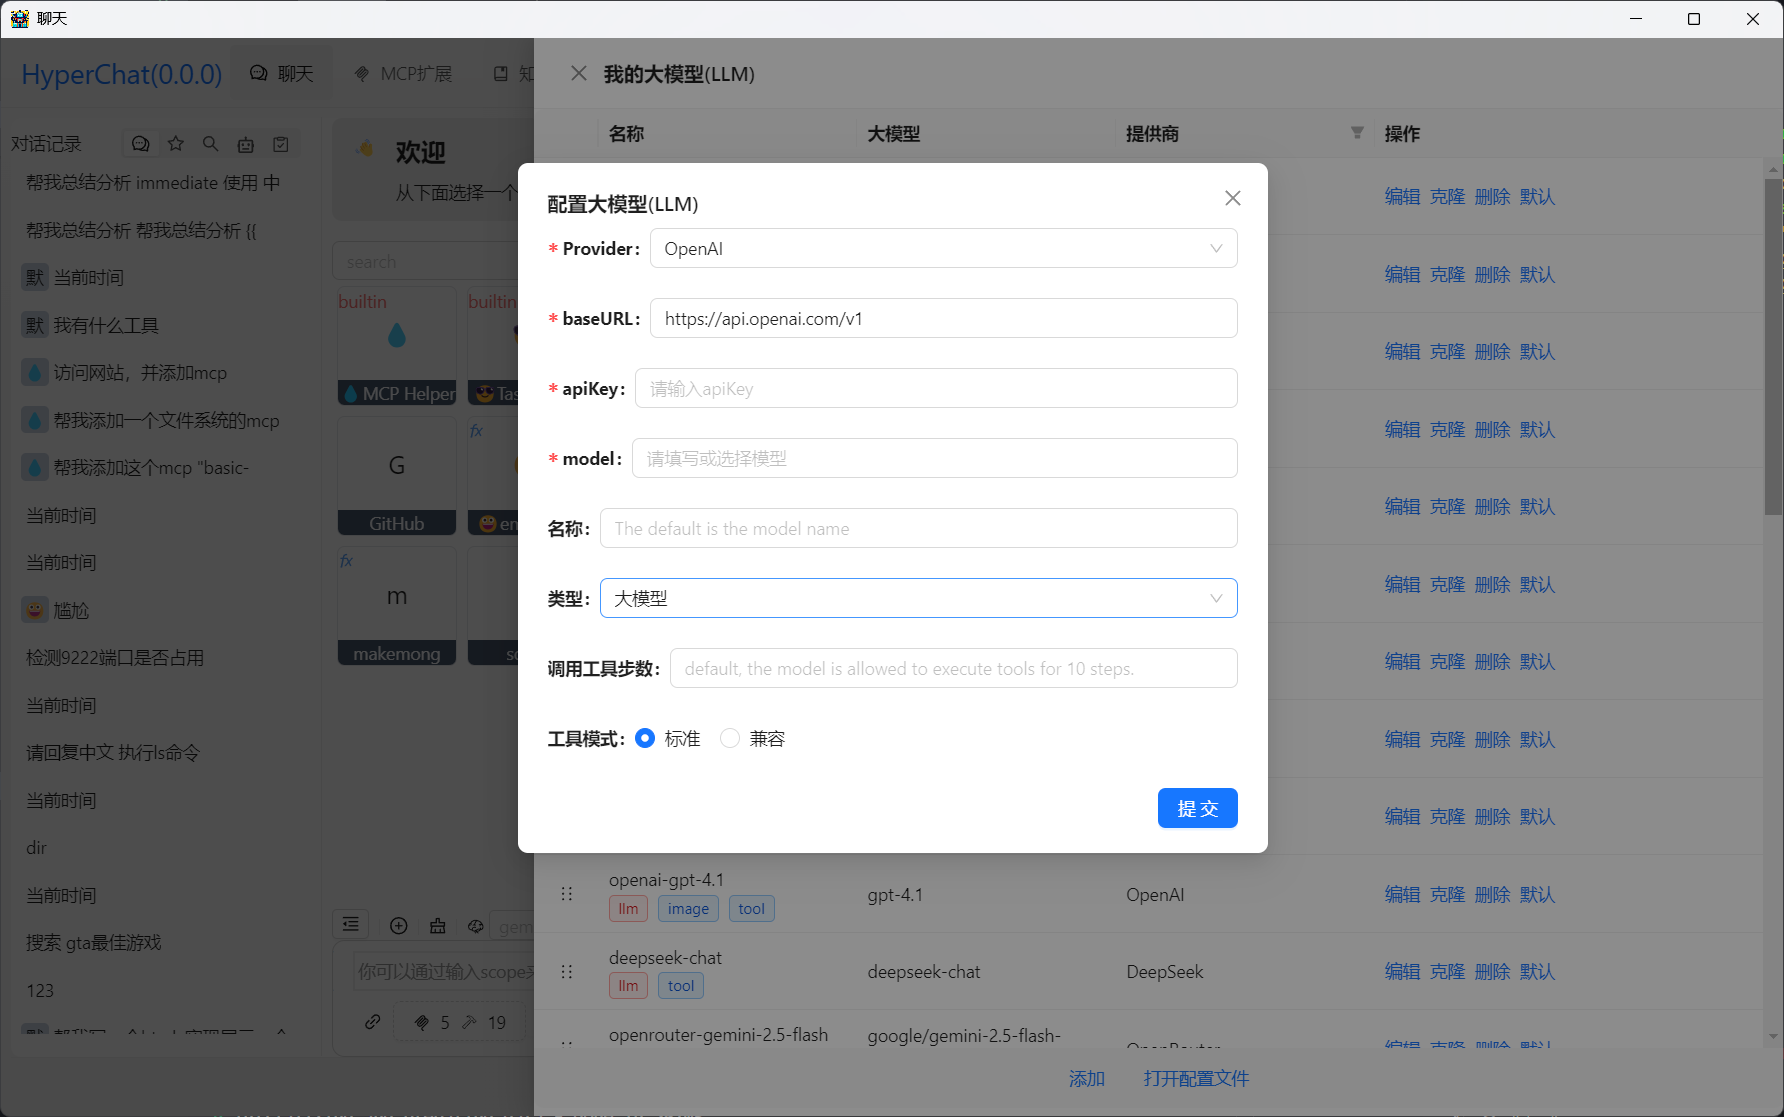 聊天
HyperChat(0.0.0)
聊天
MCP扩展
知
对话记录
帮我总结分析 immediate 使用 中
帮我总结分析 帮我总结分析 {{
默 当前时间
默 我有什么工具
访问网站，并添加mcp
帮我添加一个文件系统的mcp
帮我添加这个mcp "basic-
当前时间
当前时间
尴尬
检测9222端口是否占用
当前时间
请回复中文 执行ls命令
当前时间
dir
当前时间
搜索 gta最佳游戏
123
欢迎
从下面选择一个
search
builtin
MCP Helper
builtin
Tas
G
GitHub
fx
em
fx
m
makemong
sc
gem
你可以通过输入scope来
5
19
我的大模型(LLM)
名称
大模型
提供商
操作
编辑 克隆 删除 默认
编辑 克隆 删除 默认
编辑 克隆 删除 默认
编辑 克隆 删除 默认
编辑 克隆 删除 默认
编辑 克隆 删除 默认
编辑 克隆 删除 默认
编辑 克隆 删除 默认
编辑 克隆 删除 默认
openai-gpt-4.1
llm image tool
gpt-4.1
OpenAI
编辑 克隆 删除 默认
deepseek-chat
llm tool
deepseek-chat
DeepSeek
编辑 克隆 删除 默认
openrouter-gemini-2.5-flash
google/gemini-2.5-flash-
OpenRouter
编辑 克隆 删除 默认
添加
打开配置文件
配置大模型(LLM)
* Provider: OpenAI
* baseURL: https://api.openai.com/v1
* apiKey: 请输入apiKey
* model: 请填写或选择模型
名称: The default is the model name
类型: 大模型
调用工具步数: default, the model is allowed to execute tools for 10 steps.
工具模式: 标准 兼容
提交